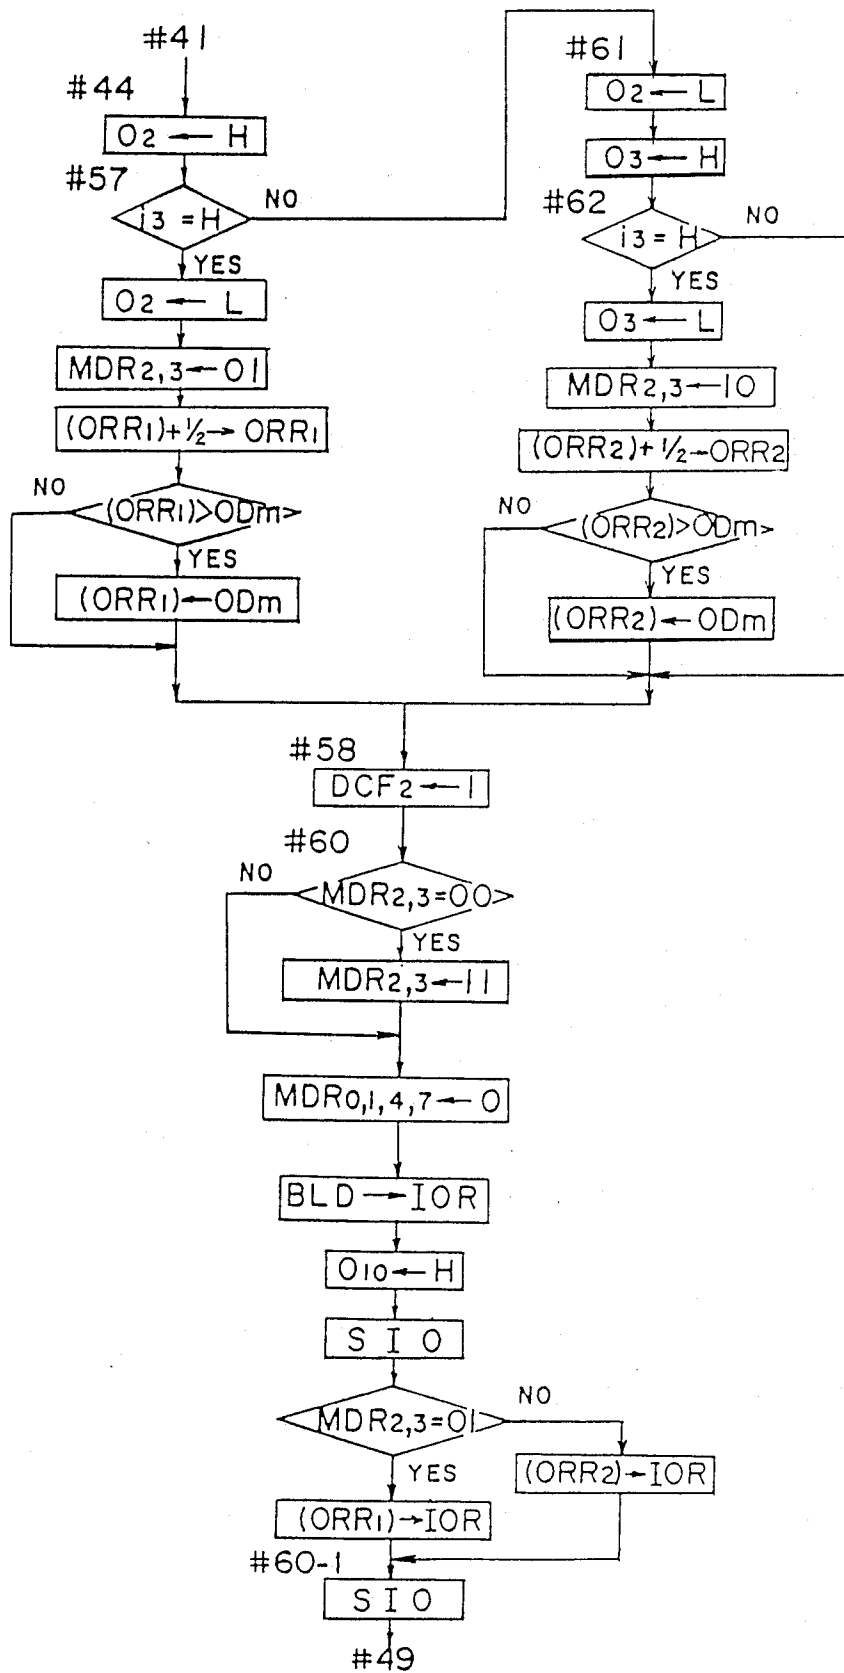 #41
#44
O2 ← H
#57
i3 = H
NO
YES
O2 ← L
MDR2,3 ← 01
(ORR1)+½ → ORR1
NO
(ORR1)>ODm>
YES
(ORR1) ← ODm
#61
O2 ← L
O3 ← H
#62
i3 = H
NO
YES
O3 ← L
MDR2,3 ← 10
(ORR2)+½ → ORR2
NO
(ORR2)>ODm>
YES
(ORR2) ← ODm
#58
DCF2 ← 1
#60
NO
MDR2,3=00>
YES
MDR2,3 ← 11
MDR0,1,4,7 ← 0
BLD → IOR
O10 ← H
SIO
MDR2,3=01
NO
YES
(ORR2) → IOR
(ORR1) → IOR
#60-1
SIO
#49